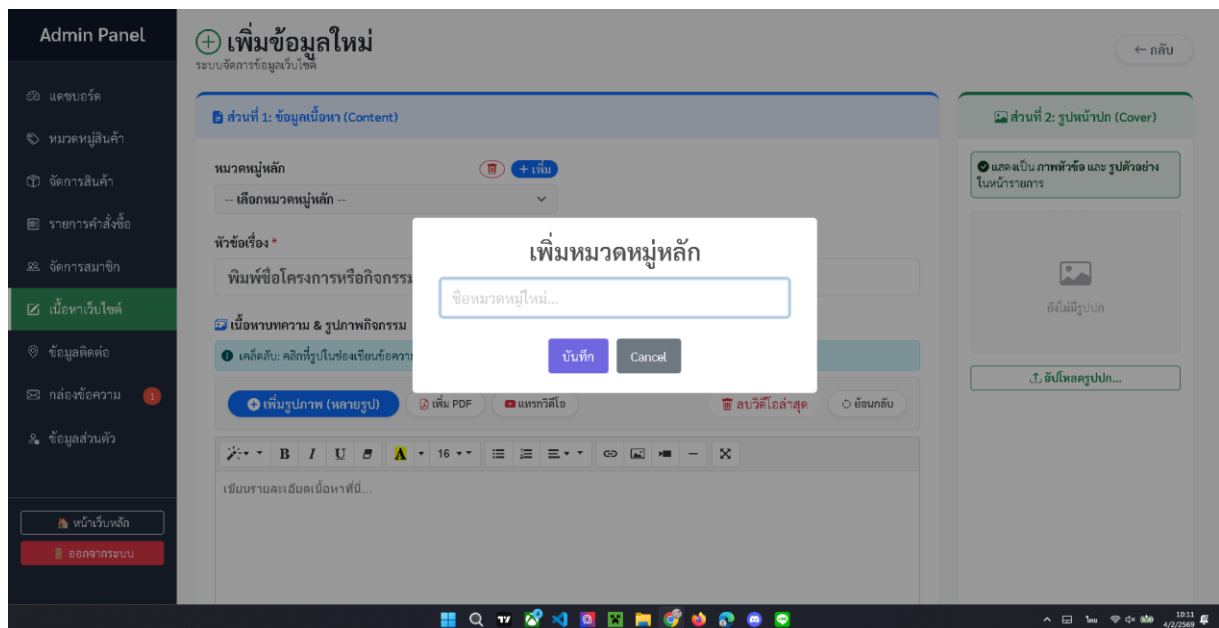 Admin Panel
แดชบอร์ด
หมวดหมู่สินค้า
จัดการสินค้า
รายการคำสั่งซื้อ
จัดการสมาชิก
เนื้อหาเว็บไซต์
ข้อมูลติดต่อ
กล่องข้อความ 1
ข้อมูลส่วนตัว
หน้าเว็บหลัก
ออกจากระบบ
เพิ่มข้อมูลใหม่
ระบบจัดการข้อมูลเว็บไซต์
← กลับ
ส่วนที่ 1: ข้อมูลเนื้อหา (Content)
หมวดหมู่หลัก
+ เพิ่ม
-- เลือกหมวดหมู่หลัก --
หัวข้อเรื่อง *
พิมพ์ชื่อโครงการหรือกิจกรรม
เนื้อหาบทความ & รูปภาพกิจกรรม
เคล็ดลับ: คลิกที่รูปในช่องเขียนข้อความ
เพิ่มรูปภาพ (หลายรูป) เพิ่ม PDF แทรกวิดีโอ ลบวิดีโอล่าสุด ย้อนกลับ
B I U A 16
เขียนรายละเอียดเนื้อหาที่นี่...
เพิ่มหมวดหมู่หลัก
ชื่อหมวดหมู่ใหม่...
บันทึก Cancel
ส่วนที่ 2: รูปหน้าปก (Cover)
แสดงเป็น ภาพหัวข้อ และ รูปตัวอย่าง
ในหน้ารายการ
ยังไม่มีรูปปก
อัปโหลดรูปปก...
ไทย
10:11
4/2/2569